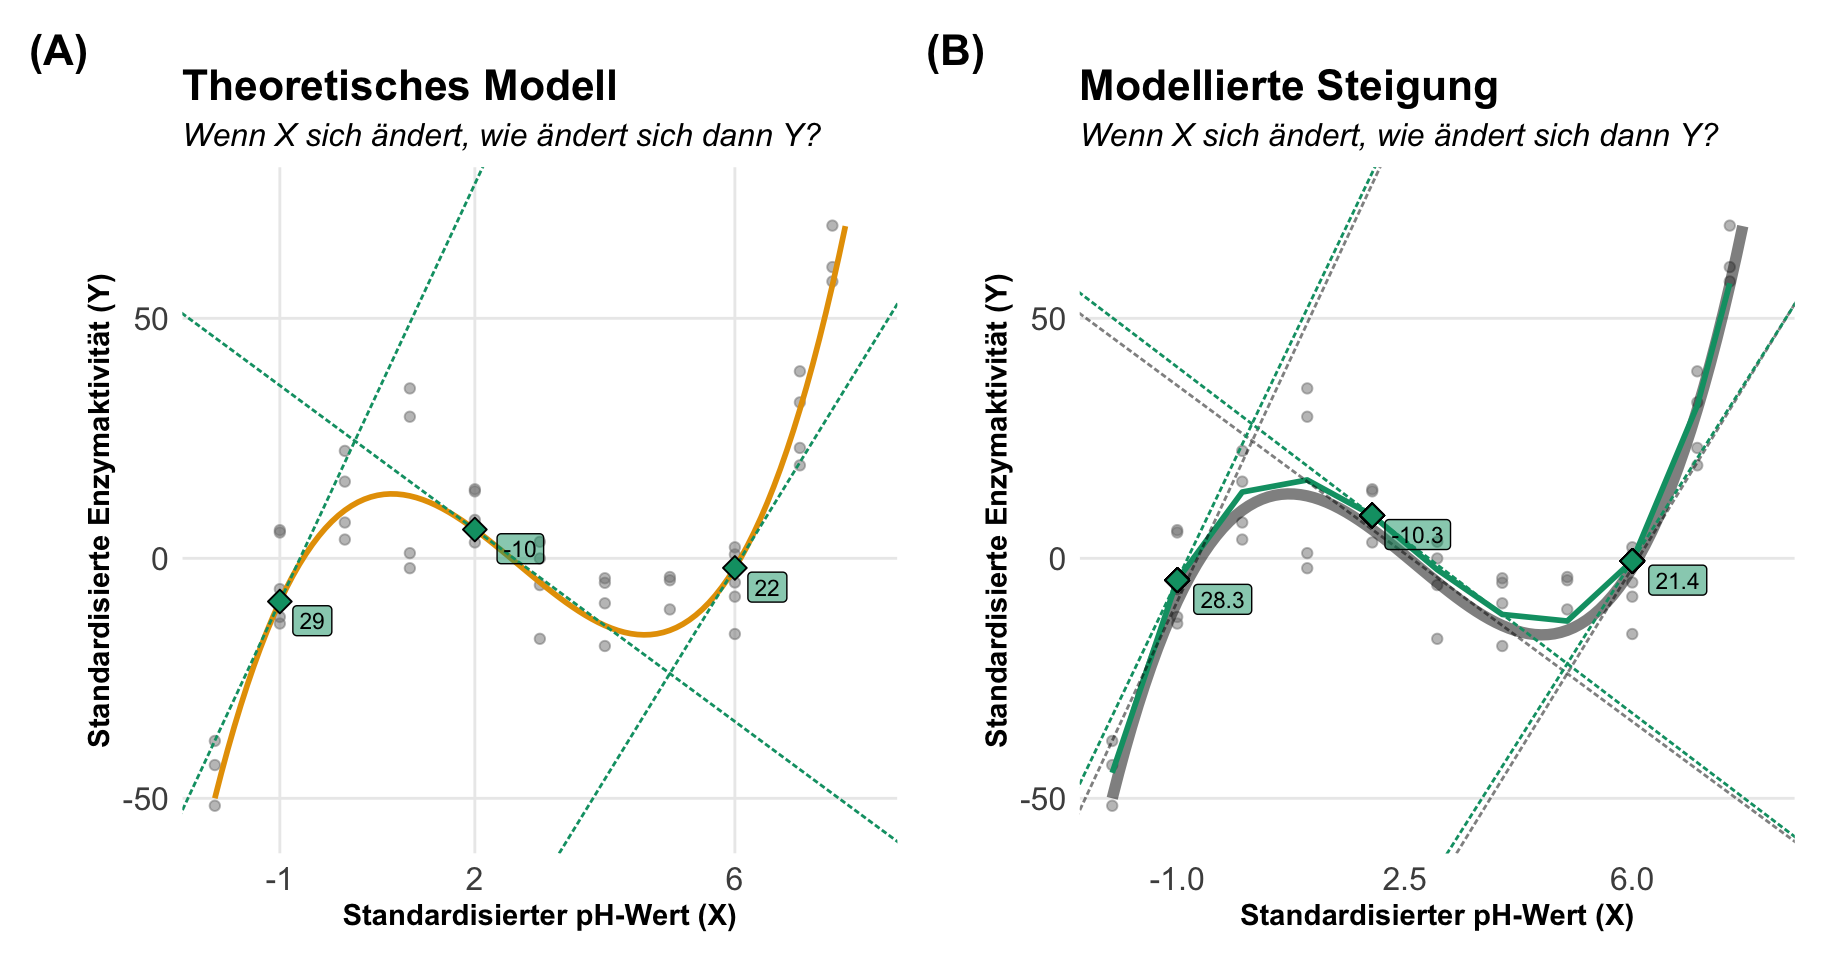 (A)
Theoretisches Modell
Wenn X sich ändert, wie ändert sich dann Y?
Standardisierte Enzymaktivität (Y)
50
0
-50
29
-10
22
-1
2
6
Standardisierter pH-Wert (X)
(B)
Modellierte Steigung
Wenn X sich ändert, wie ändert sich dann Y?
Standardisierte Enzymaktivität (Y)
50
0
-50
28.3
-10.3
21.4
-1.0
2.5
6.0
Standardisierter pH-Wert (X)